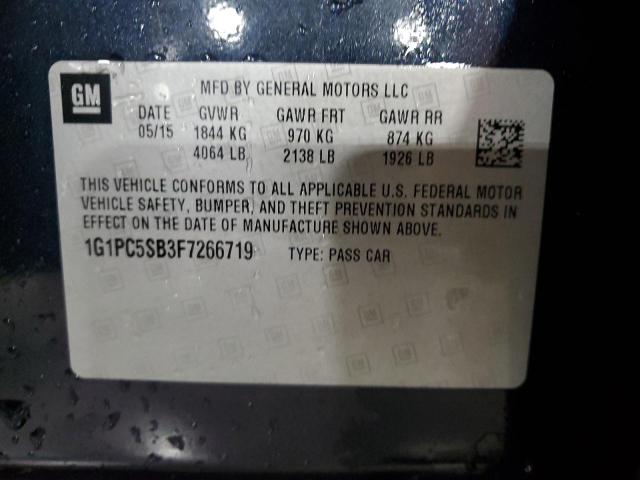 GM
MFD BY GENERAL MOTORS LLC
DATE GVWR GAWR FRT GAWR RR
05/15 1844 KG 970 KG 874 KG
4064 LB 2138 LB 1926 LB
THIS VEHICLE CONFORMS TO ALL APPLICABLE U.S. FEDERAL MOTOR
VEHICLE SAFETY, BUMPER, AND THEFT PREVENTION STANDARDS IN
EFFECT ON THE DATE OF MANUFACTURE SHOWN ABOVE.
1G1PC5SB3F7266719 TYPE: PASS CAR